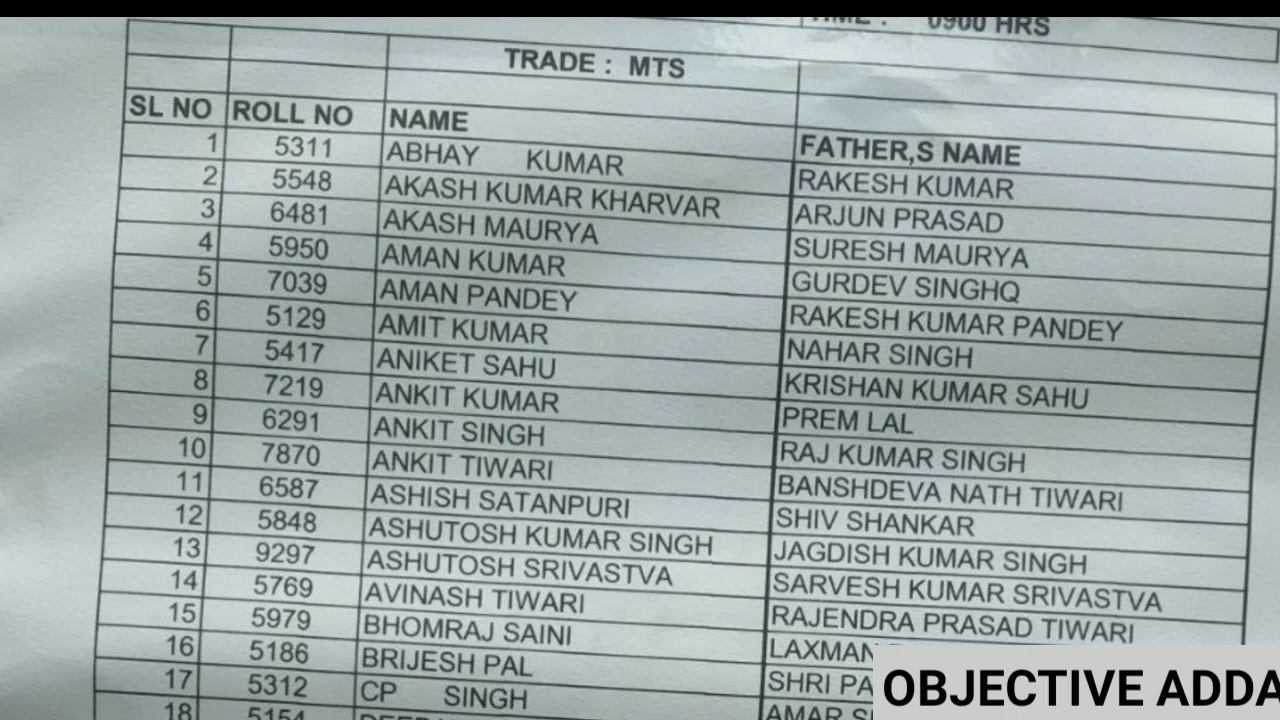 TIME : 0900 HRS
TRADE : MTS
SL NO ROLL NO NAME FATHER,S NAME
1 5311 ABHAY KUMAR RAKESH KUMAR
2 5548 AKASH KUMAR KHARVAR ARJUN PRASAD
3 6481 AKASH MAURYA SURESH MAURYA
4 5950 AMAN KUMAR GURDEV SINGHQ
5 7039 AMAN PANDEY RAKESH KUMAR PANDEY
6 5129 AMIT KUMAR NAHAR SINGH
7 5417 ANIKET SAHU KRISHAN KUMAR SAHU
8 7219 ANKIT KUMAR PREM LAL
9 6291 ANKIT SINGH RAJ KUMAR SINGH
10 7870 ANKIT TIWARI BANSHDEVA NATH TIWARI
11 6587 ASHISH SATANPURI SHIV SHANKAR
12 5848 ASHUTOSH KUMAR SINGH JAGDISH KUMAR SINGH
13 9297 ASHUTOSH SRIVASTVA SARVESH KUMAR SRIVASTVA
14 5769 AVINASH TIWARI RAJENDRA PRASAD TIWARI
15 5979 BHOMRAJ SAINI LAXMAN
16 5186 BRIJESH PAL SHRI
17 5312 CP SINGH AMAR
18 5154
OBJECTIVE ADDA